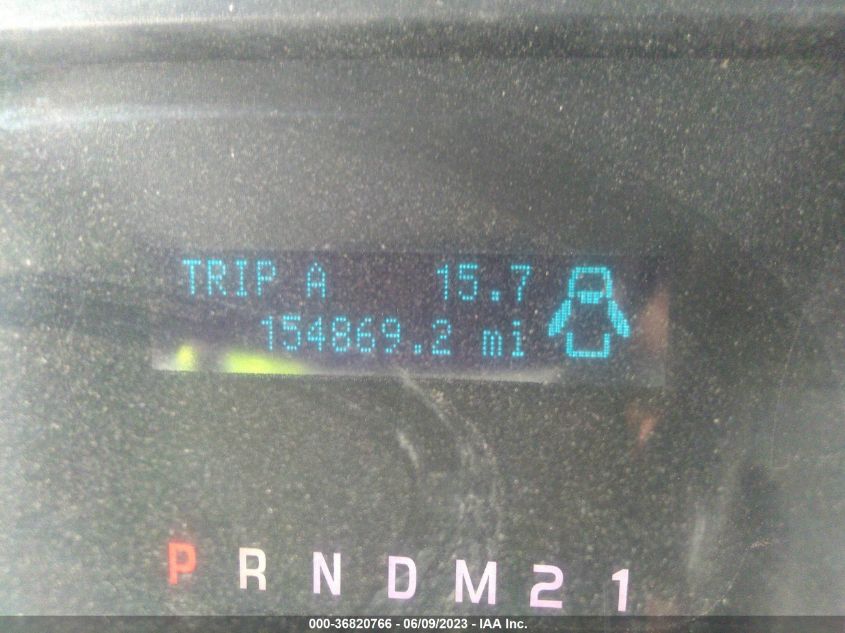 TRIP A 15.7
154869.2 mi
P R N D M 2 1
000-36820766 - 06/09/2023 - IAA Inc.